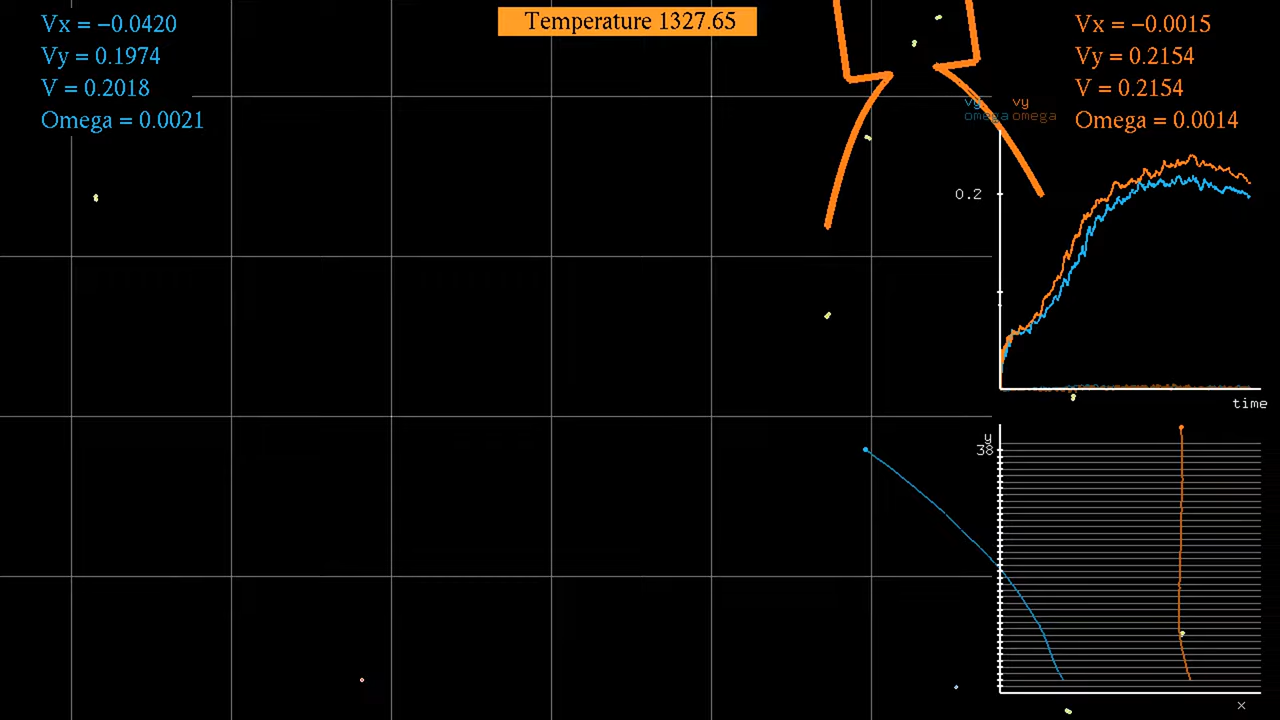 Vx = −0.0420
Vy = 0.1974
V = 0.2018
Omega = 0.0021
Temperature 1327.65
Vx = −0.0015
Vy = 0.2154
V = 0.2154
Omega = 0.0014
vy vy
omega omega
0.2
time
y
38
x